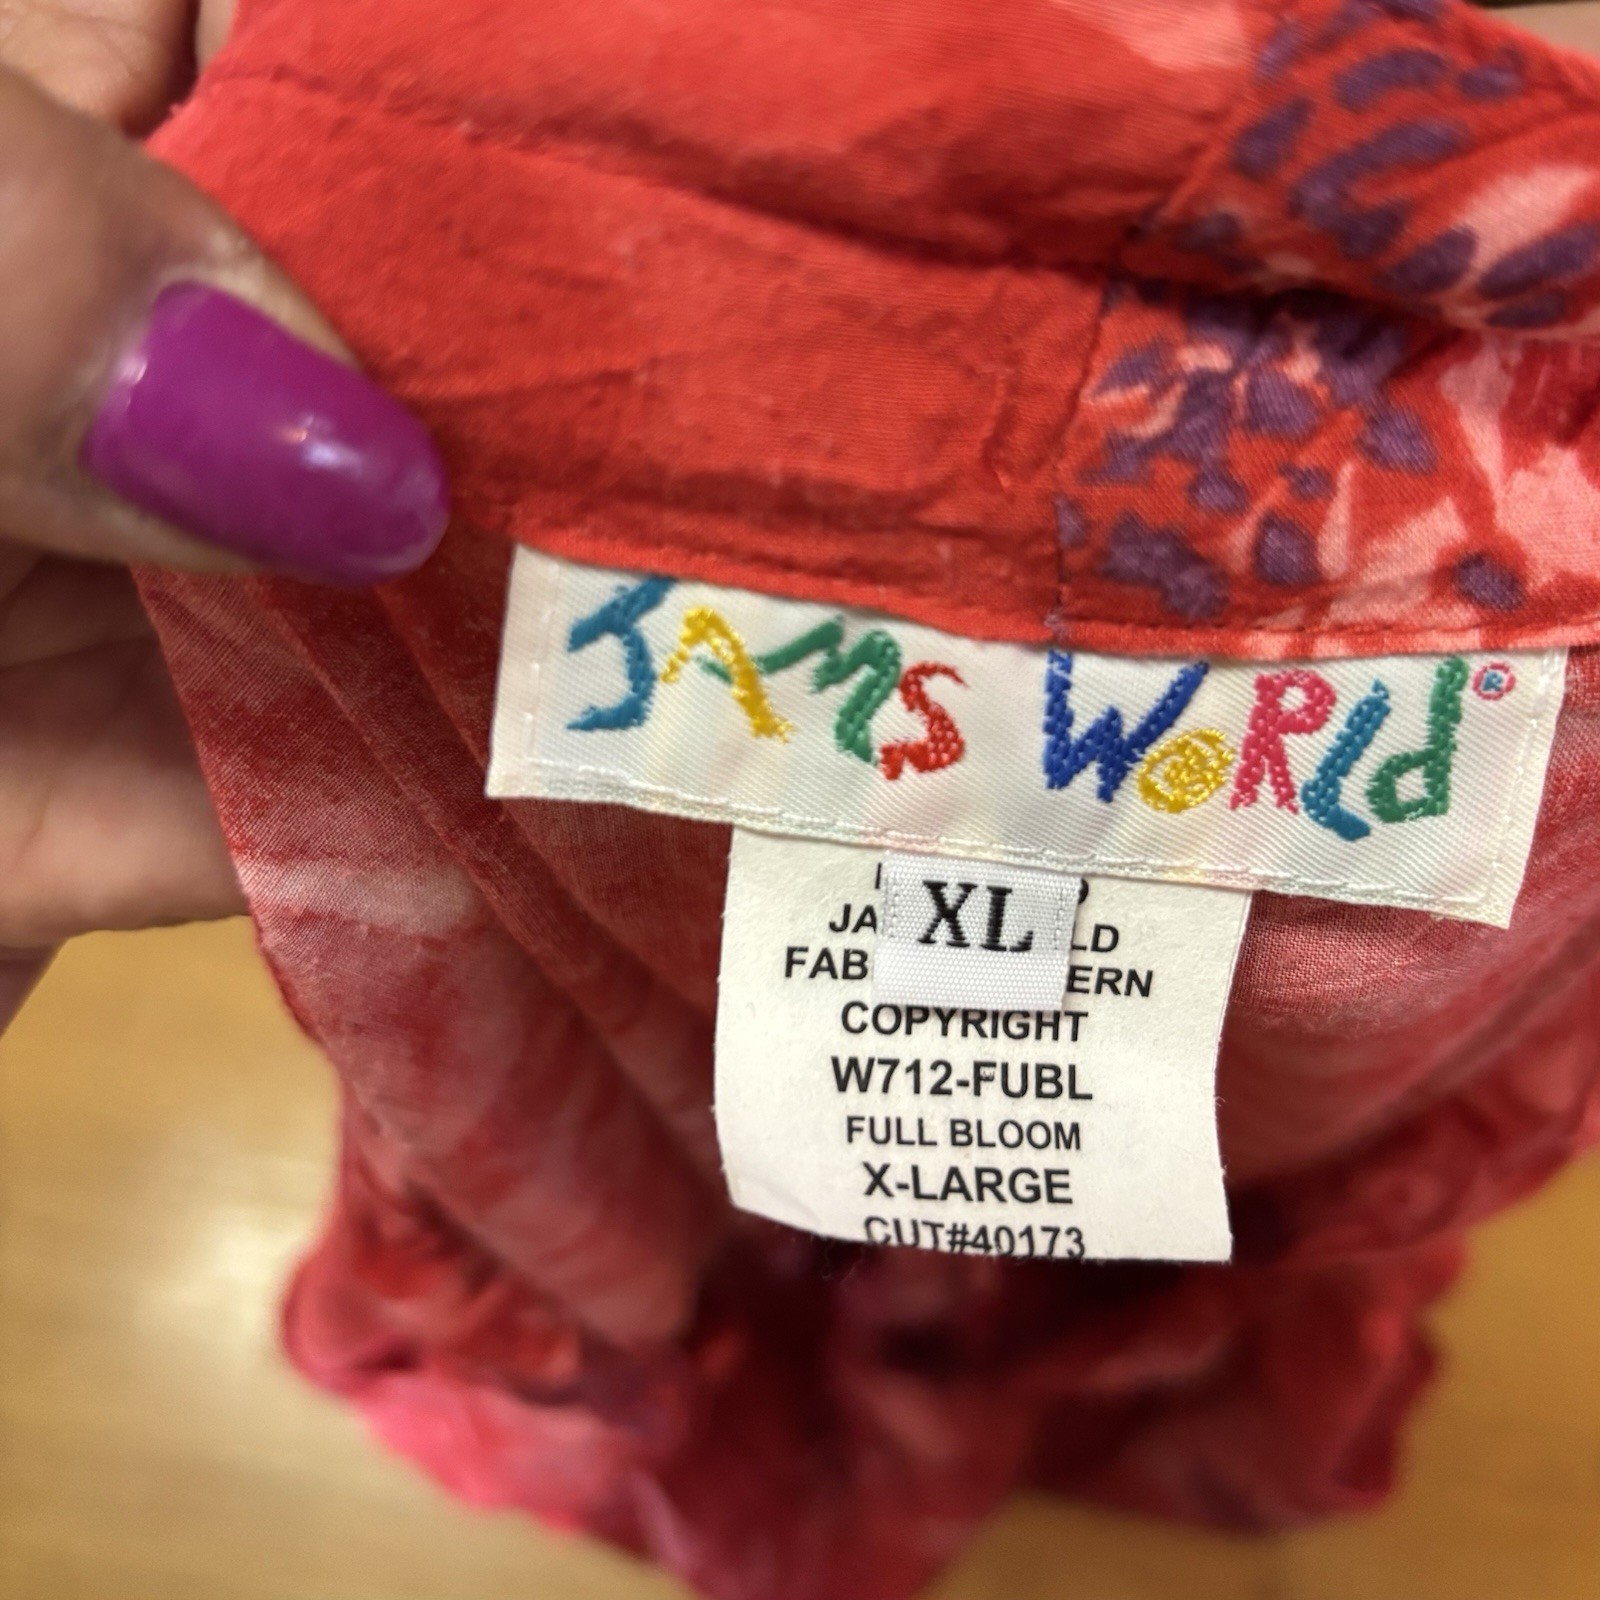 JAMS WORLD®
XL
JA LD
FAB ERN
COPYRIGHT
W712-FUBL
FULL BLOOM
X-LARGE
CUT#40173